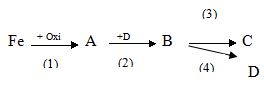 (3)
Fe + Oxi A +D B C
(1) (2) (4) D